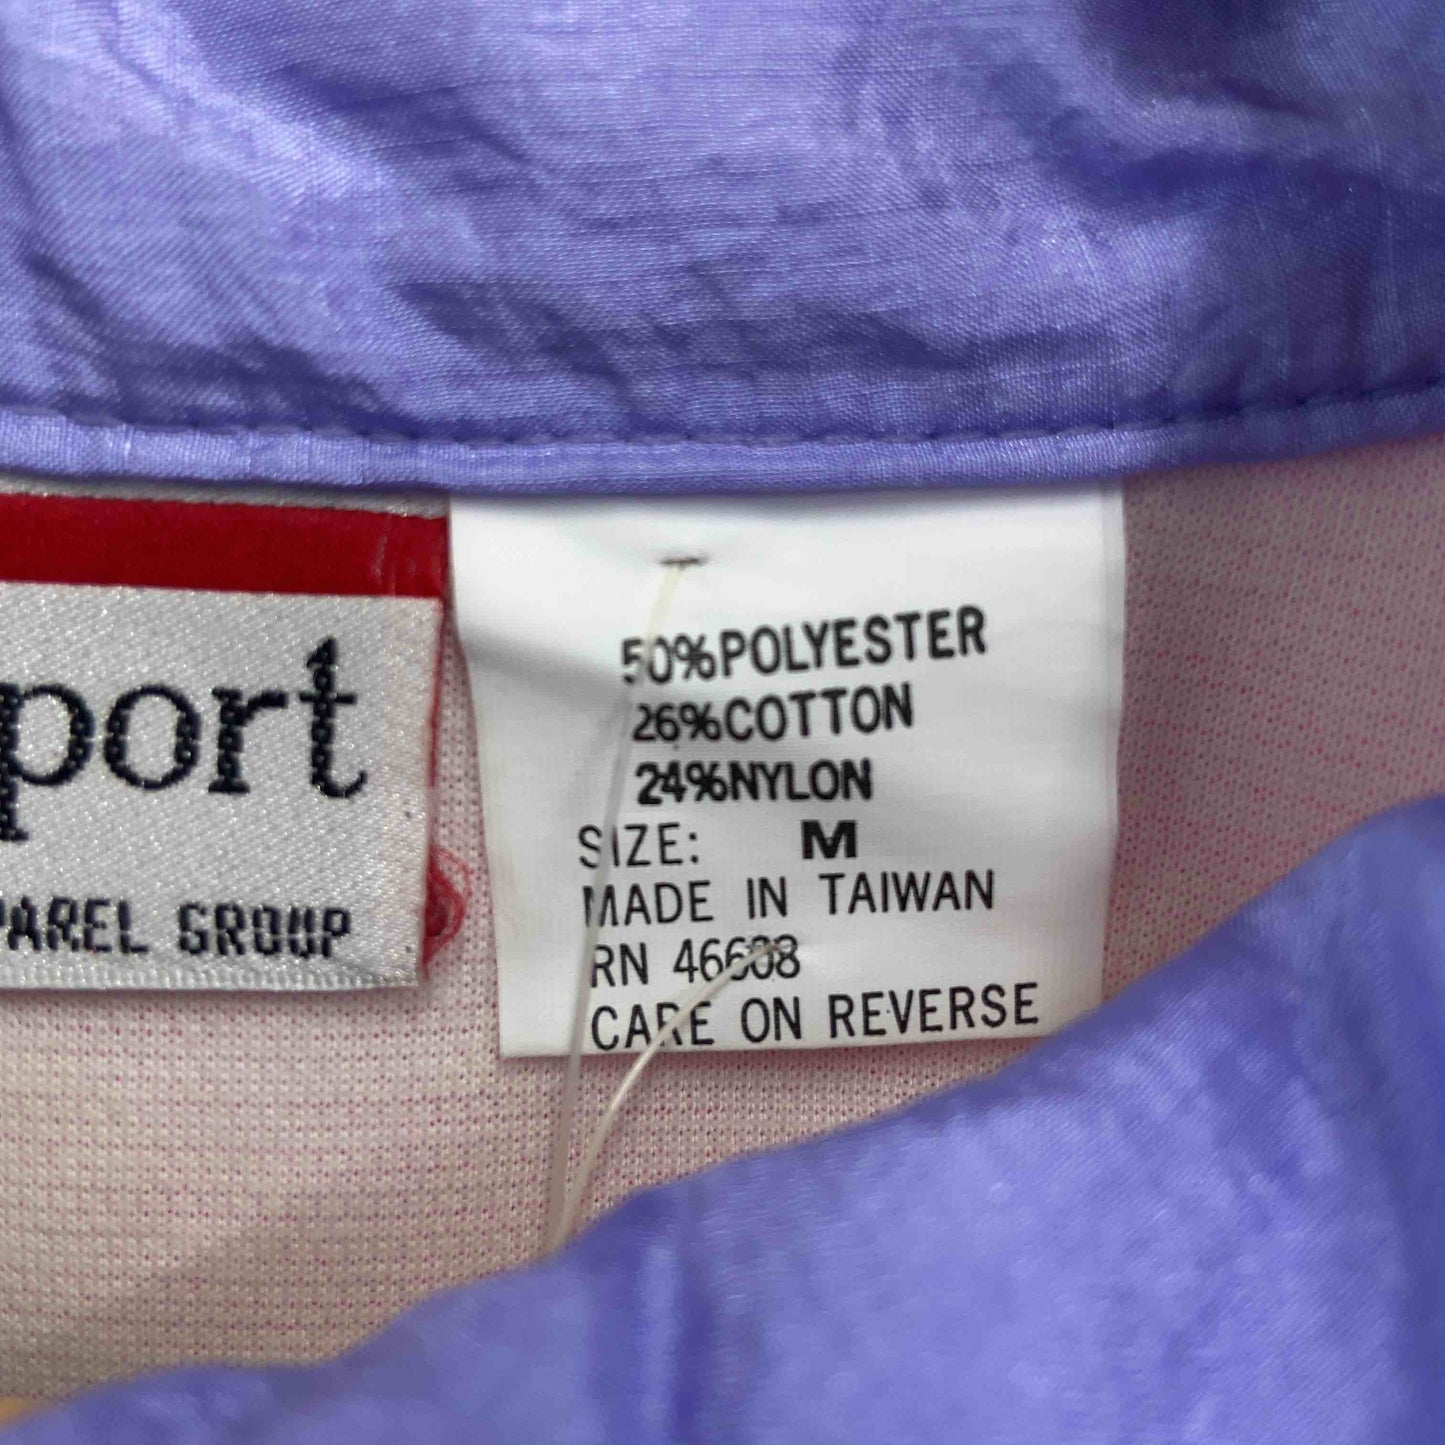 port
PAREL GROUP
50%POLYESTER
26%COTTON
24%NYLON
SIZE: M
MADE IN TAIWAN
RN 46608
CARE ON REVERSE